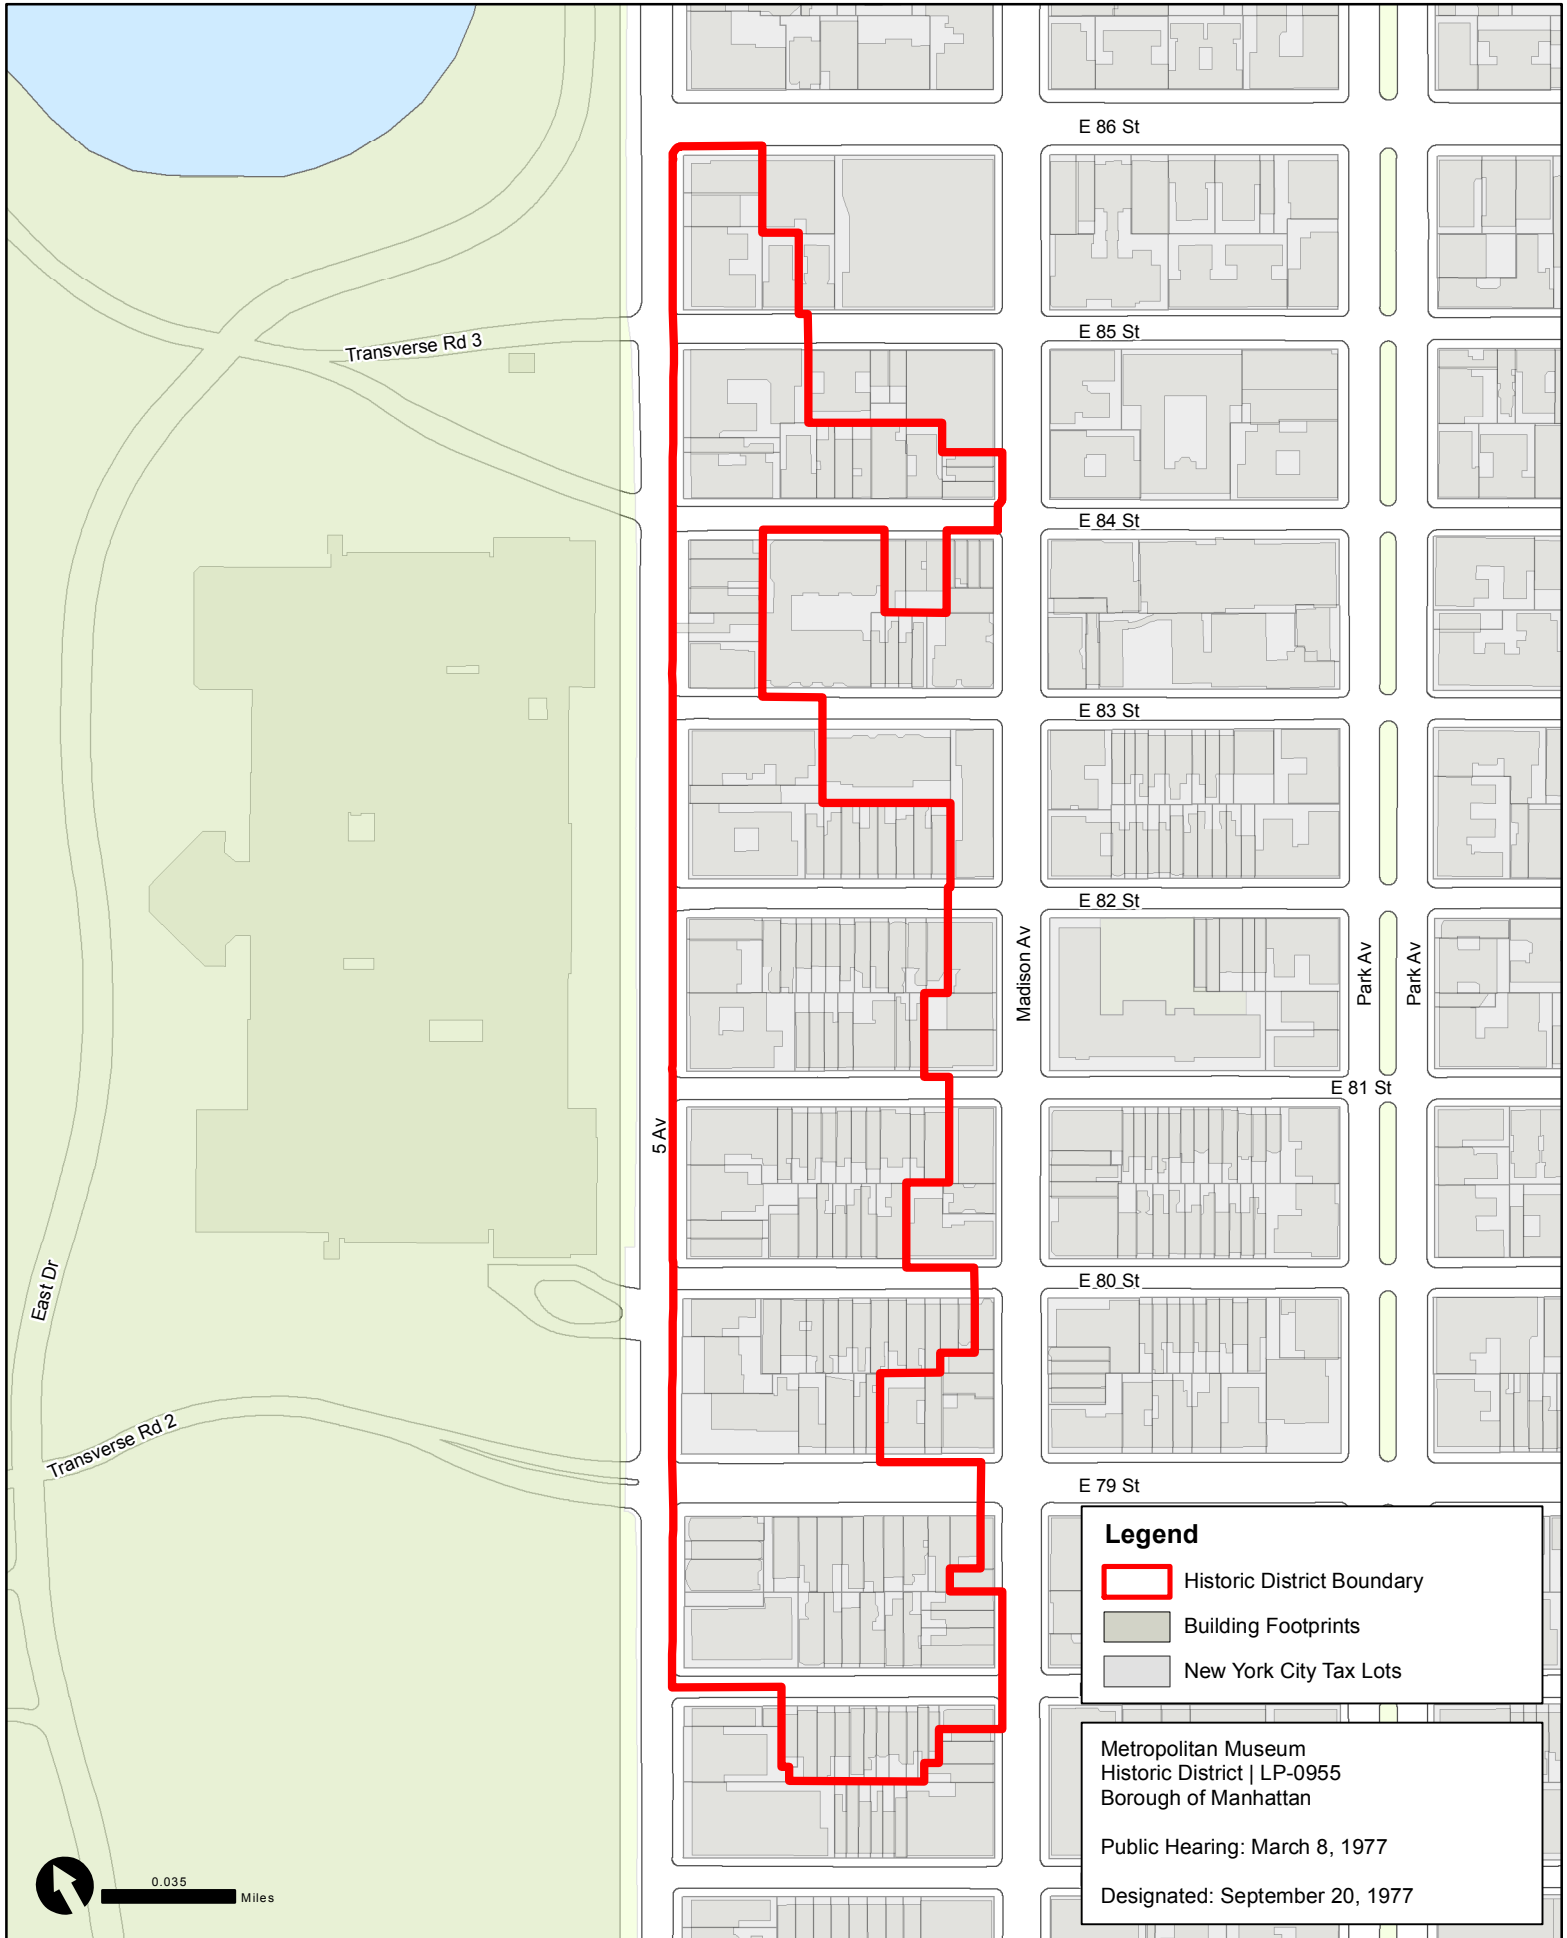 E 86 St
Transverse Rd 3
E 85 St
E 84 St
E 83 St
E 82 St
Madison Av
Park Av
Park Av
E 81 St
5 Av
East Dr
E 80 St
Transverse Rd 2
E 79 St
Legend
Historic District Boundary
Building Footprints
New York City Tax Lots
Metropolitan Museum
Historic District | LP-0955
Borough of Manhattan
Public Hearing: March 8, 1977
Designated: September 20, 1977
0.035
Miles